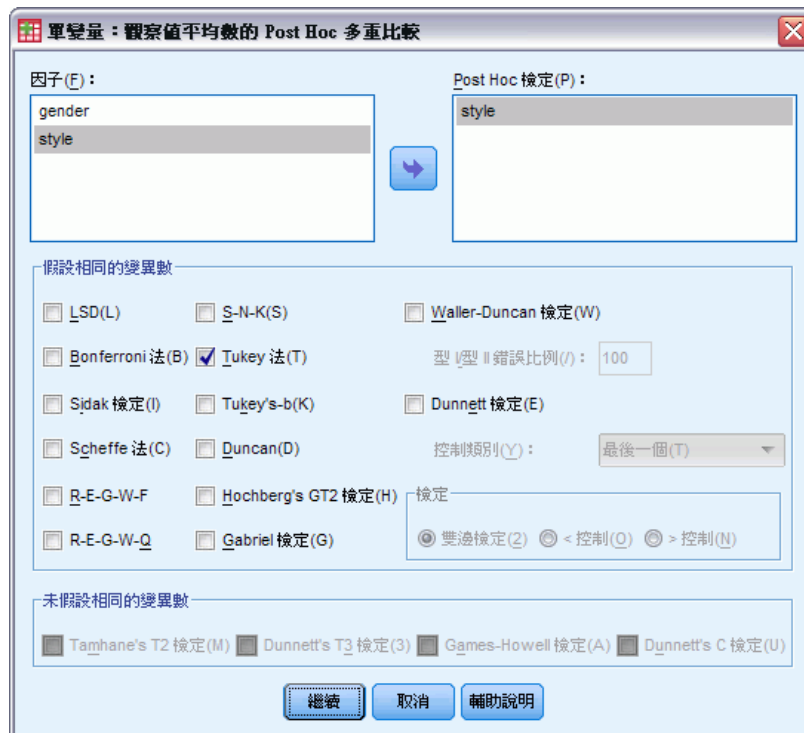 單變量：觀察值平均數的 Post Hoc 多重比較
因子(F)：
Post Hoc 檢定(P)：
gender
style
style
假設相同的變異數
LSD(L) S-N-K(S) Waller-Duncan 檢定(W)
Bonferroni 法(B) Tukey 法(T) 型 I/型 II 錯誤比例(/)： 100
Sidak 檢定(I) Tukey's-b(K) Dunnett 檢定(E)
Scheffe 法(C) Duncan(D) 控制類別(Y)： 最後一個(T)
R-E-G-W-F Hochberg's GT2 檢定(H) 檢定
R-E-G-W-Q Gabriel 檢定(G) 雙邊檢定(2) < 控制(O) > 控制(N)
未假設相同的變異數
Tamhane's T2 檢定(M) Dunnett's T3 檢定(3) Games-Howell 檢定(A) Dunnett's C 檢定(U)
繼續 取消 輔助說明